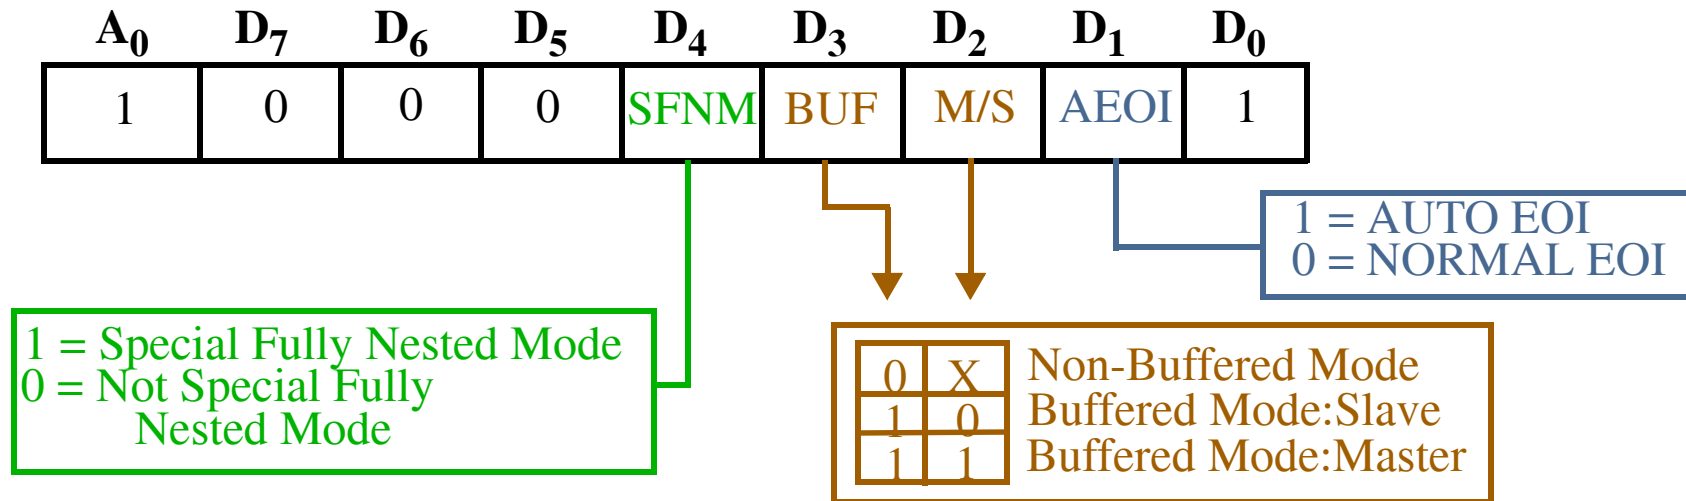 A0 D7 D6 D5 D4 D3 D2 D1 D0
1 0 0 0 SFNM BUF M/S AEOI 1
1 = AUTO EOI
0 = NORMAL EOI
1 = Special Fully Nested Mode
0 = Not Special Fully
Nested Mode
0 X Non-Buffered Mode
1 0 Buffered Mode:Slave
1 1 Buffered Mode:Master